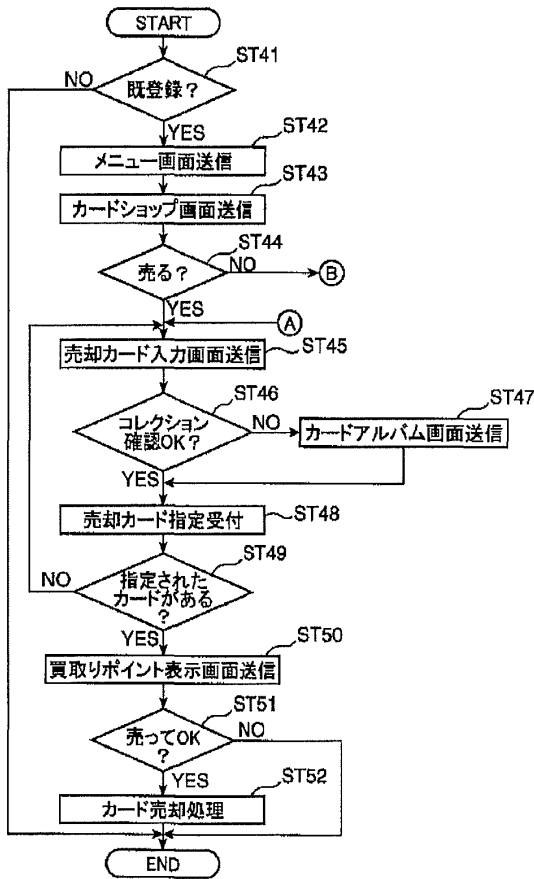 START
ST41
NO
既登録?
YES
ST42
メニュー画面送信
ST43
カードショップ画面送信
ST44
売る?
NO
B
YES
A
売却カード入力画面送信
ST45
ST46
コレクション
確認OK?
NO
ST47
カードアルバム画面送信
YES
売却カード指定受付
ST48
ST49
NO
指定された
カードがある
?
YES
ST50
買取りポイント表示画面送信
ST51
売ってOK
?
NO
YES
ST52
カード売却処理
END